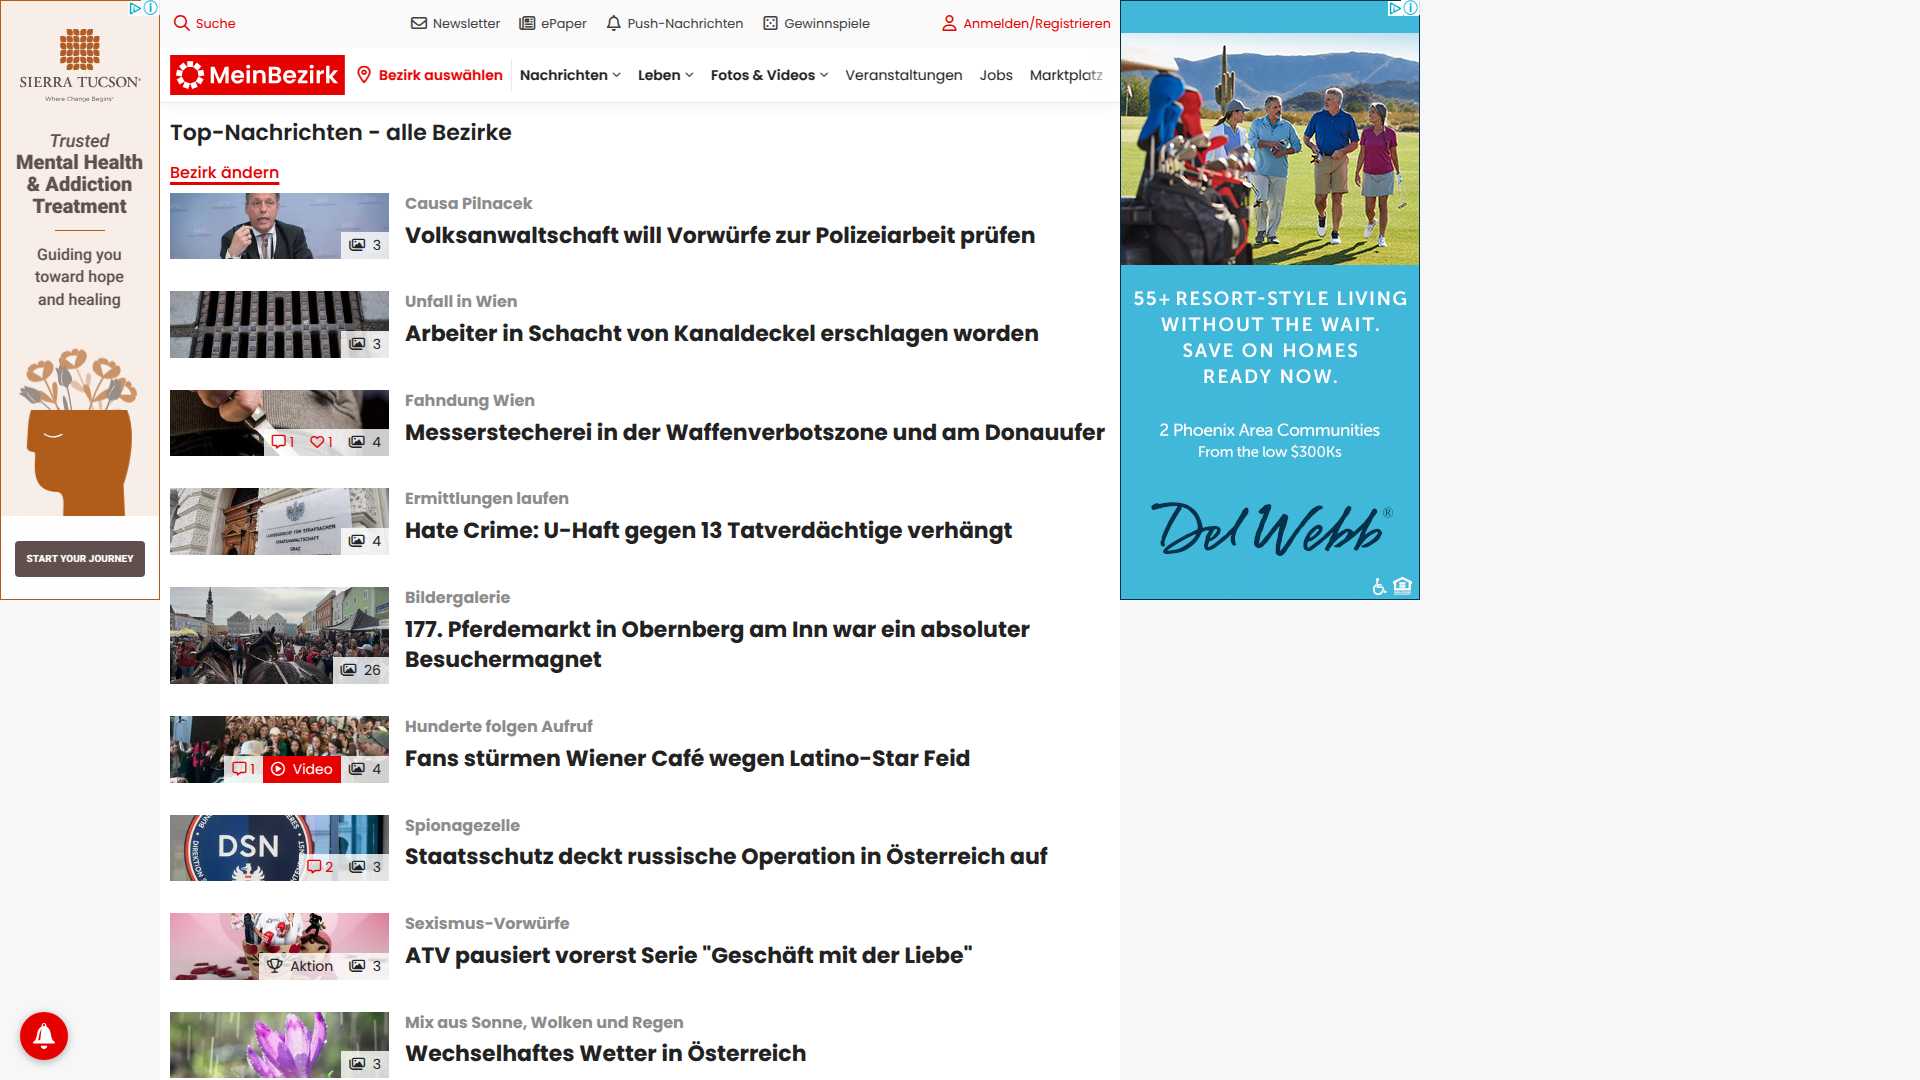 SIERRA TUCSON
Where Change Begins
Trusted
Mental Health
& Addiction
Treatment
Guiding you
toward hope
and healing
START YOUR JOURNEY
Suche
Newsletter
ePaper
Push-Nachrichten
Gewinnspiele
Anmelden/Registrieren
MeinBezirk
Bezirk auswählen
Nachrichten
Leben
Fotos & Videos
Veranstaltungen
Jobs
Marktplatz
Top-Nachrichten - alle Bezirke
Bezirk ändern
3
Causa Pilnacek
Volksanwaltschaft will Vorwürfe zur Polizeiarbeit prüfen
3
Unfall in Wien
Arbeiter in Schacht von Kanaldeckel erschlagen worden
1 1 4
Fahndung Wien
Messerstecherei in der Waffenverbotszone und am Donauufer
STAATSANWALTSCHAFT
GRAZ
4
Ermittlungen laufen
Hate Crime: U-Haft gegen 13 Tatverdächtige verhängt
26
Bildergalerie
177. Pferdemarkt in Obernberg am Inn war ein absoluter
Besuchermagnet
1 Video 4
Hunderte folgen Aufruf
Fans stürmen Wiener Café wegen Latino-Star Feid
DSN
2 3
Spionagezelle
Staatsschutz deckt russische Operation in Österreich auf
Aktion 3
Sexismus-Vorwürfe
ATV pausiert vorerst Serie "Geschäft mit der Liebe"
3
Mix aus Sonne, Wolken und Regen
Wechselhaftes Wetter in Österreich
55+ RESORT-STYLE LIVING
WITHOUT THE WAIT.
SAVE ON HOMES
READY NOW.
2 Phoenix Area Communities
From the low $300Ks
Del Webb®